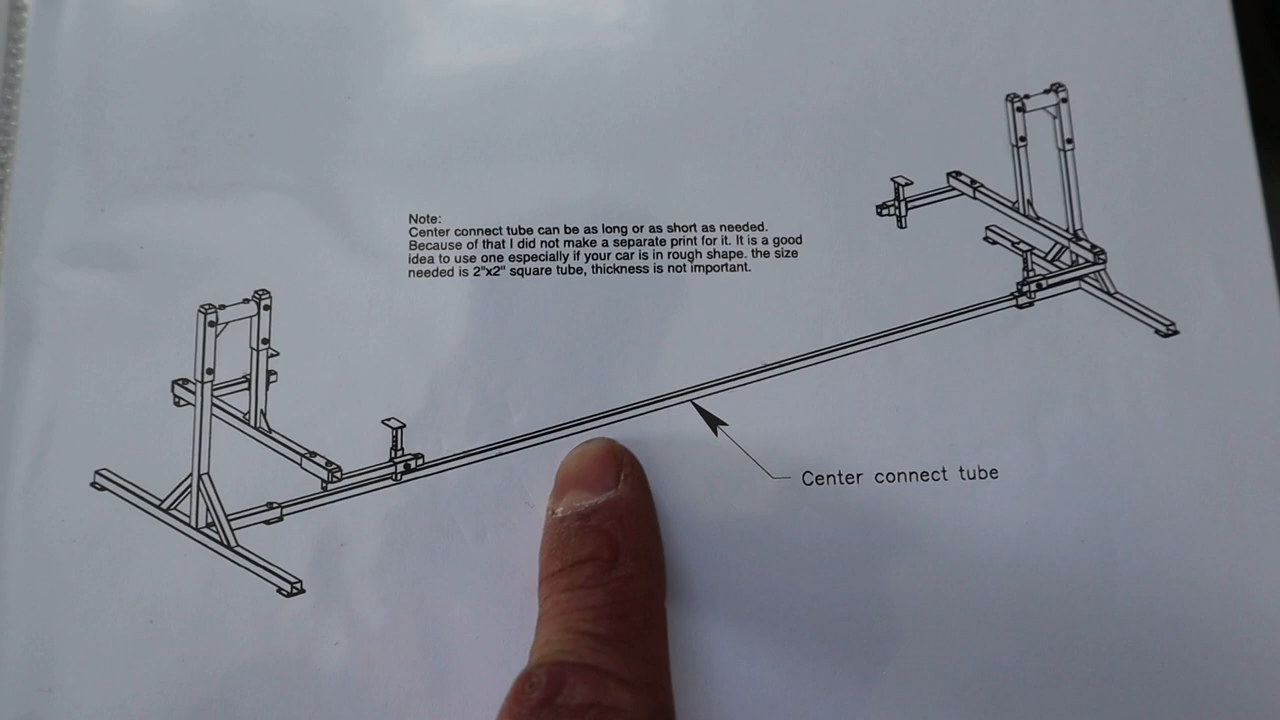 Note:
Center connect tube can be as long or as short as needed.
Because of that I did not make a separate print for it. It is a good
idea to use one especially if your car is in rough shape. the size
needed is 2"x2" square tube, thickness is not important.
Center connect tube